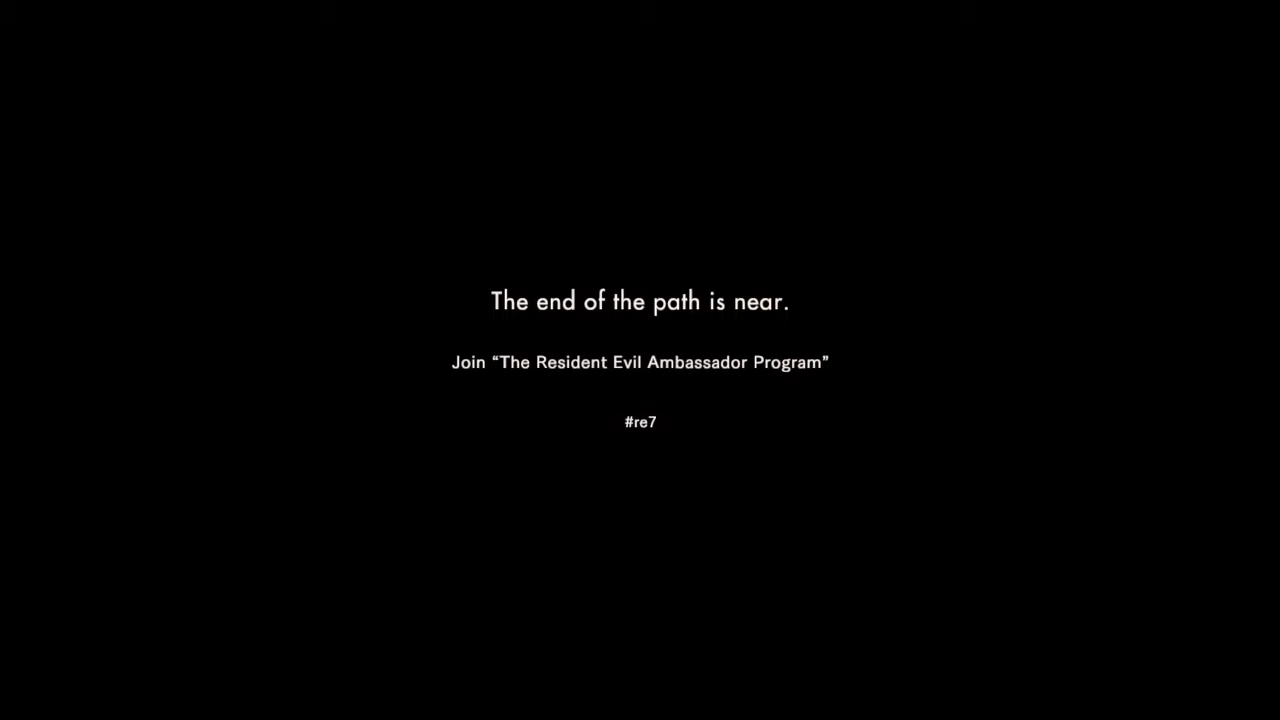 The end of the path is near.
Join “The Resident Evil Ambassador Program”
#re7